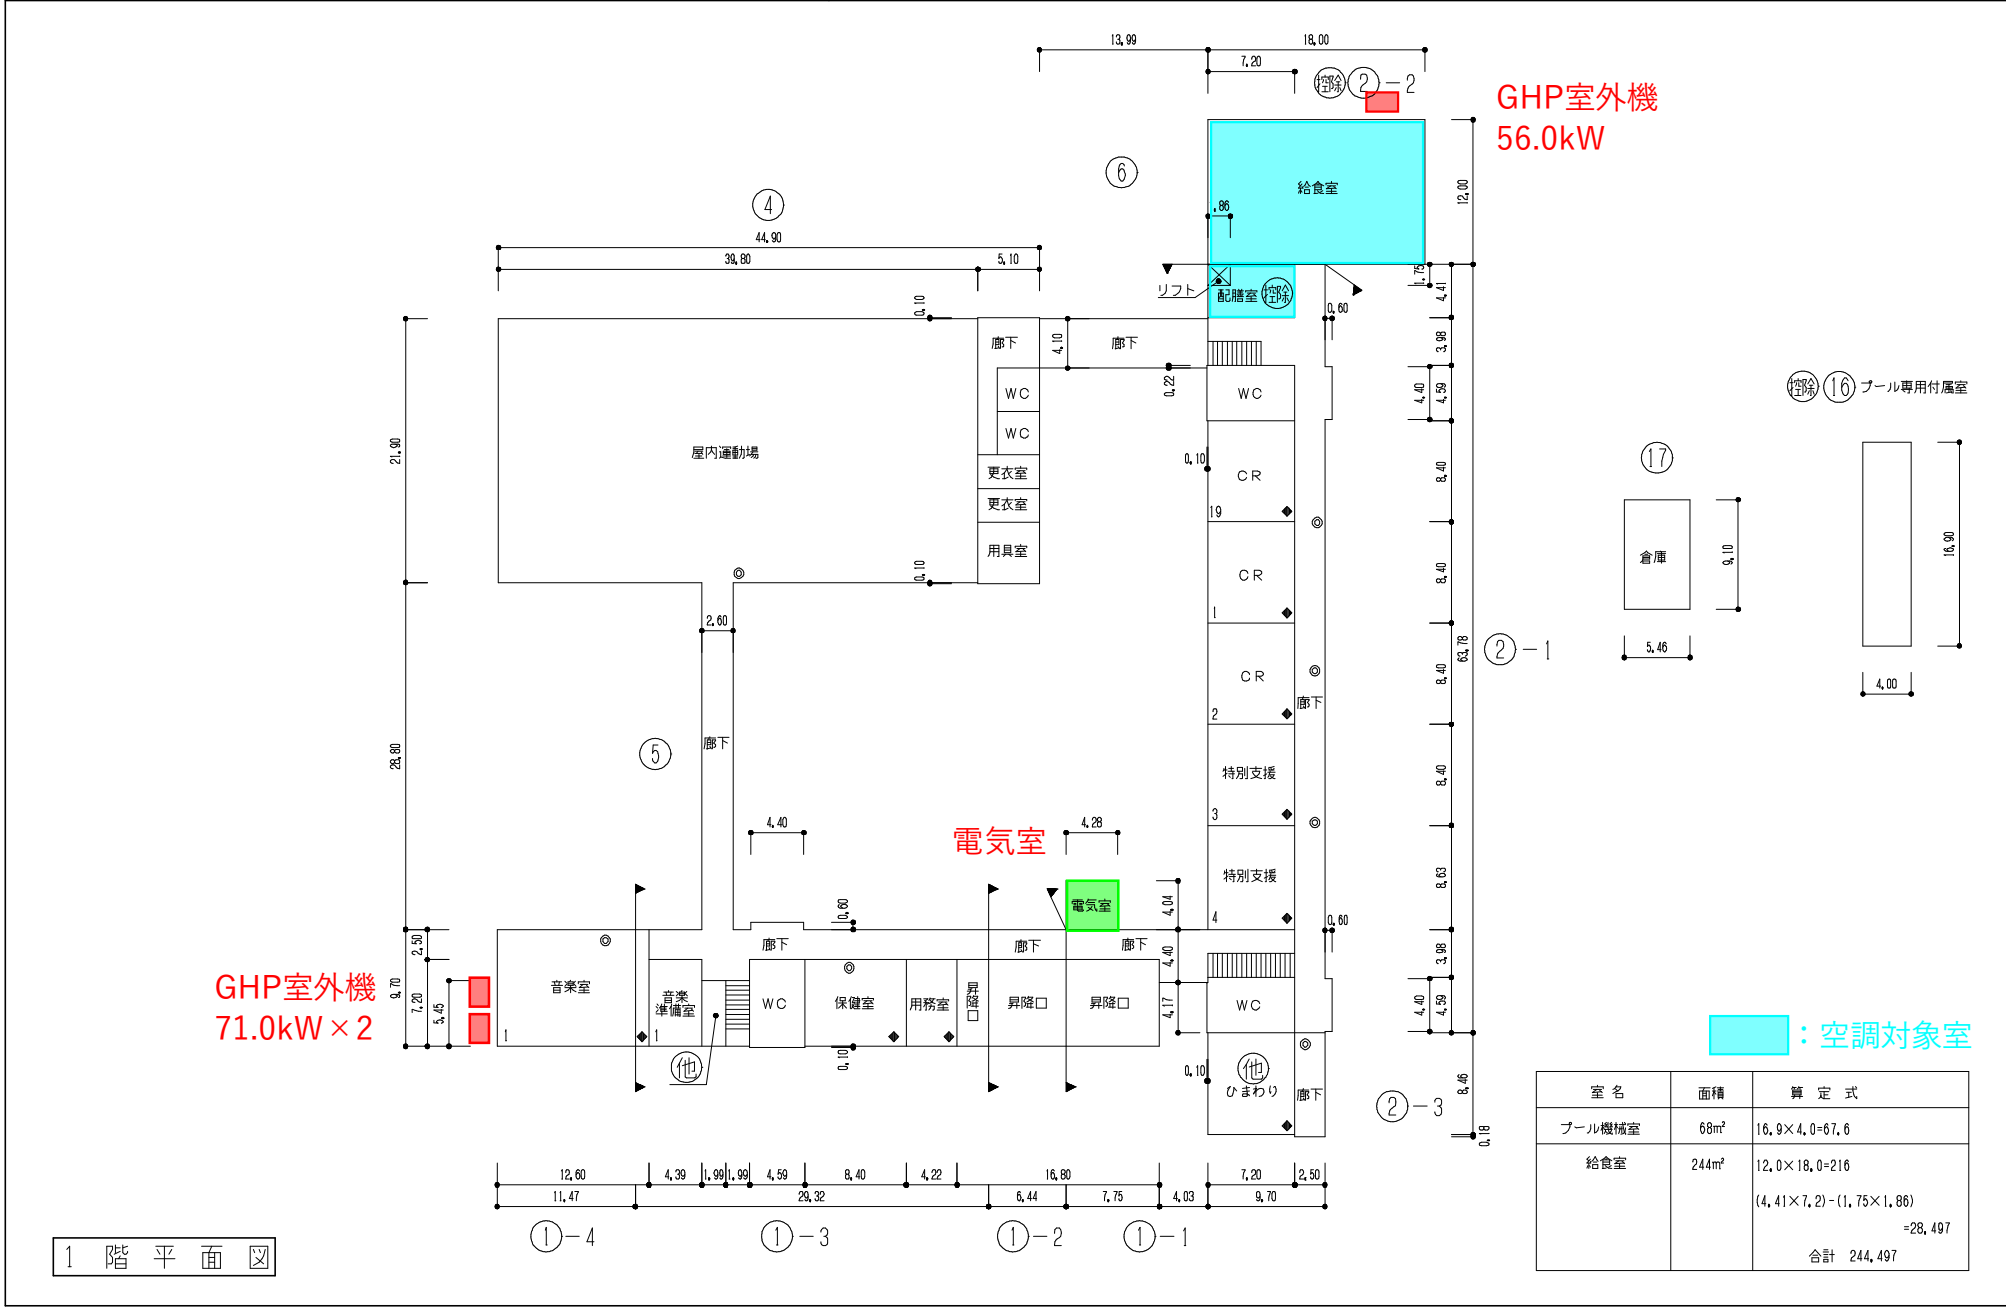 13.99
18.00
7.20
控除 2-2
GHP室外機
56.0kW
6
給食室
12.00
4
.86
44.90
39.80
5.10
1.75
4.41
リフト
配膳室 控除
0.10
0.60
廊下
4.10
廊下
3.98
0.22
WC
WC
4.40
4.59
控除 16 プール専用付属室
WC
21.90
屋内運動場
0.10
17
更衣室
CR
8.40
更衣室
19
用具室
16.90
倉庫
9.10
0.10
CR
8.40
1
2.60
63.78
2-1
5.46
CR
8.40
4.00
2
廊下
28.80
5
廊下
特別支援
8.40
3
4.40
4.28
電気室
特別支援
8.63
電気室
4.04
4
0.60
0.60
2.50
廊下
廊下
廊下
4.40
3.98
GHP室外機
71.0kW×2
9.70
7.20
5.45
音楽室
音楽
準備室
WC
保健室
用務室
昇降口
昇降口
昇降口
4.17
WC
4.40
4.59
1
1
:空調対象室
他
0.10
0.10
他
ひまわり
廊下
8.46
2-3
0.18
室名 面積 算定式
プール機械室 68m² 16.9×4.0=67.6
給食室 244m² 12.0×18.0=216
(4.41×7.2)-(1.75×1.86)
=28.497
合計 244.497
12.60 4.39 1.99 1.99 4.59 8.40 4.22 16.80 7.20 2.50
11.47 29.32 6.44 7.75 4.03 9.70
1-4 1-3 1-2 1-1
1階平面図